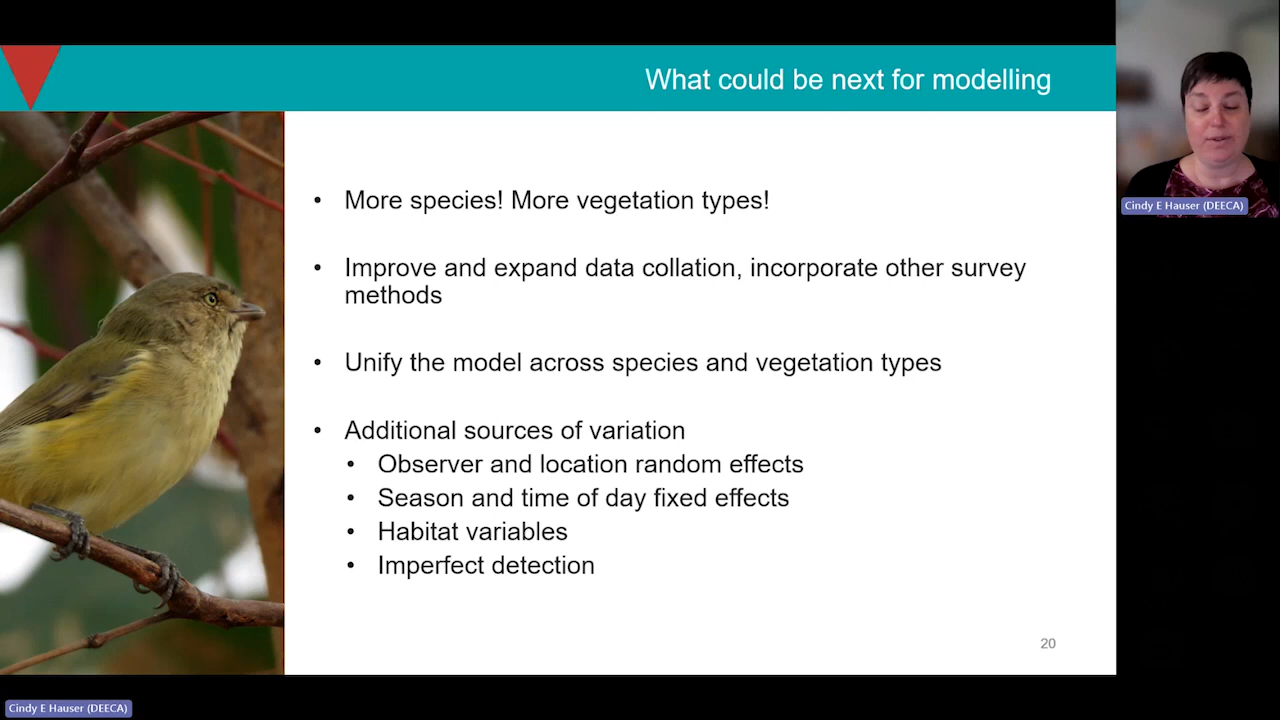 What could be next for modelling
• More species! More vegetation types!
• Improve and expand data collation, incorporate other survey
methods
• Unify the model across species and vegetation types
• Additional sources of variation
• Observer and location random effects
• Season and time of day fixed effects
• Habitat variables
• Imperfect detection
20
Cindy E Hauser (DEECA)
Cindy E Hauser (DEECA)